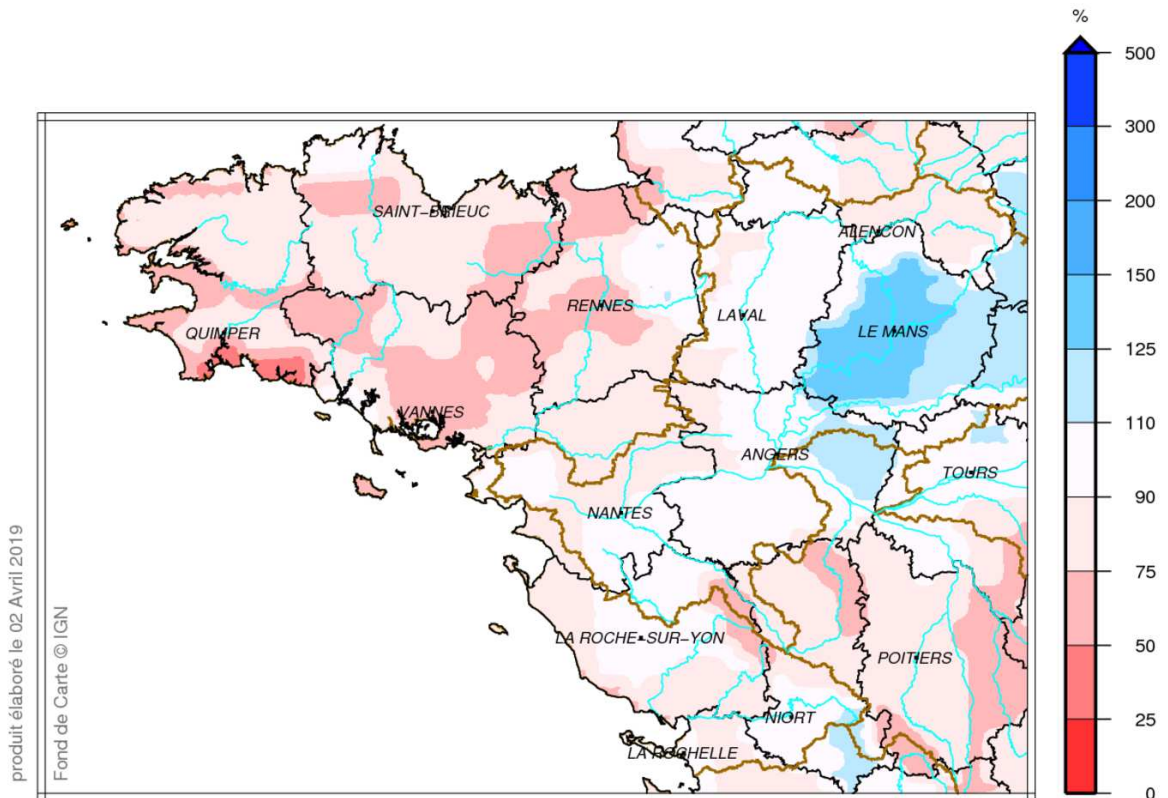 %
500
300
200
150
125
110
90
75
50
25
0
SAINT-BRIEUC
ALENCON
RENNES
LAVAL
LE MANS
QUIMPER
VANNES
ANGERS
TOURS
NANTES
LA ROCHE-SUR-YON
POITIERS
NIORT
LA ROCHELLE
produit élaboré le 02 Avril 2019
Fond de Carte © IGN